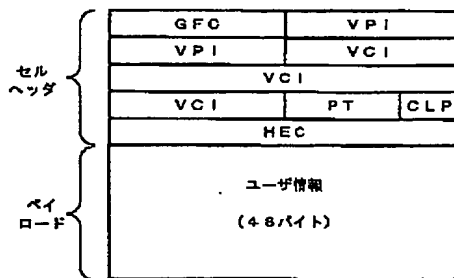 GFC VPI
VPI VCI
セル
ヘッダ
VCI
VCI PT CLP
HEC
ペイ
ロード
ユーザ情報
(48バイト)